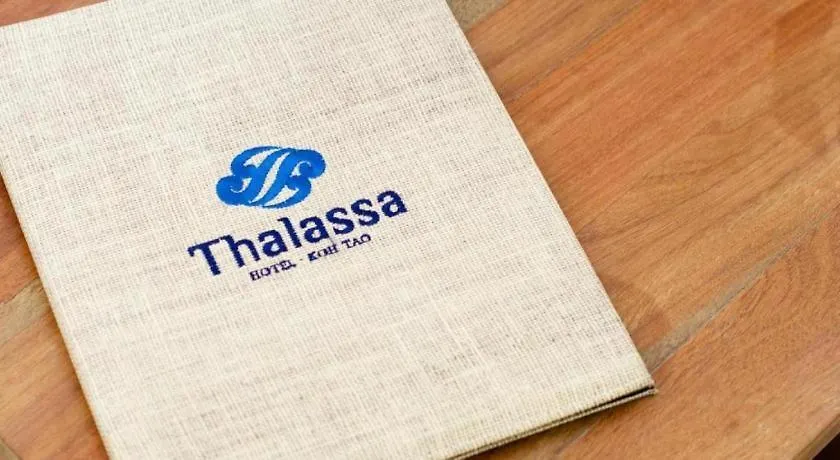 Thalassa
HOTEL · KOH TAO